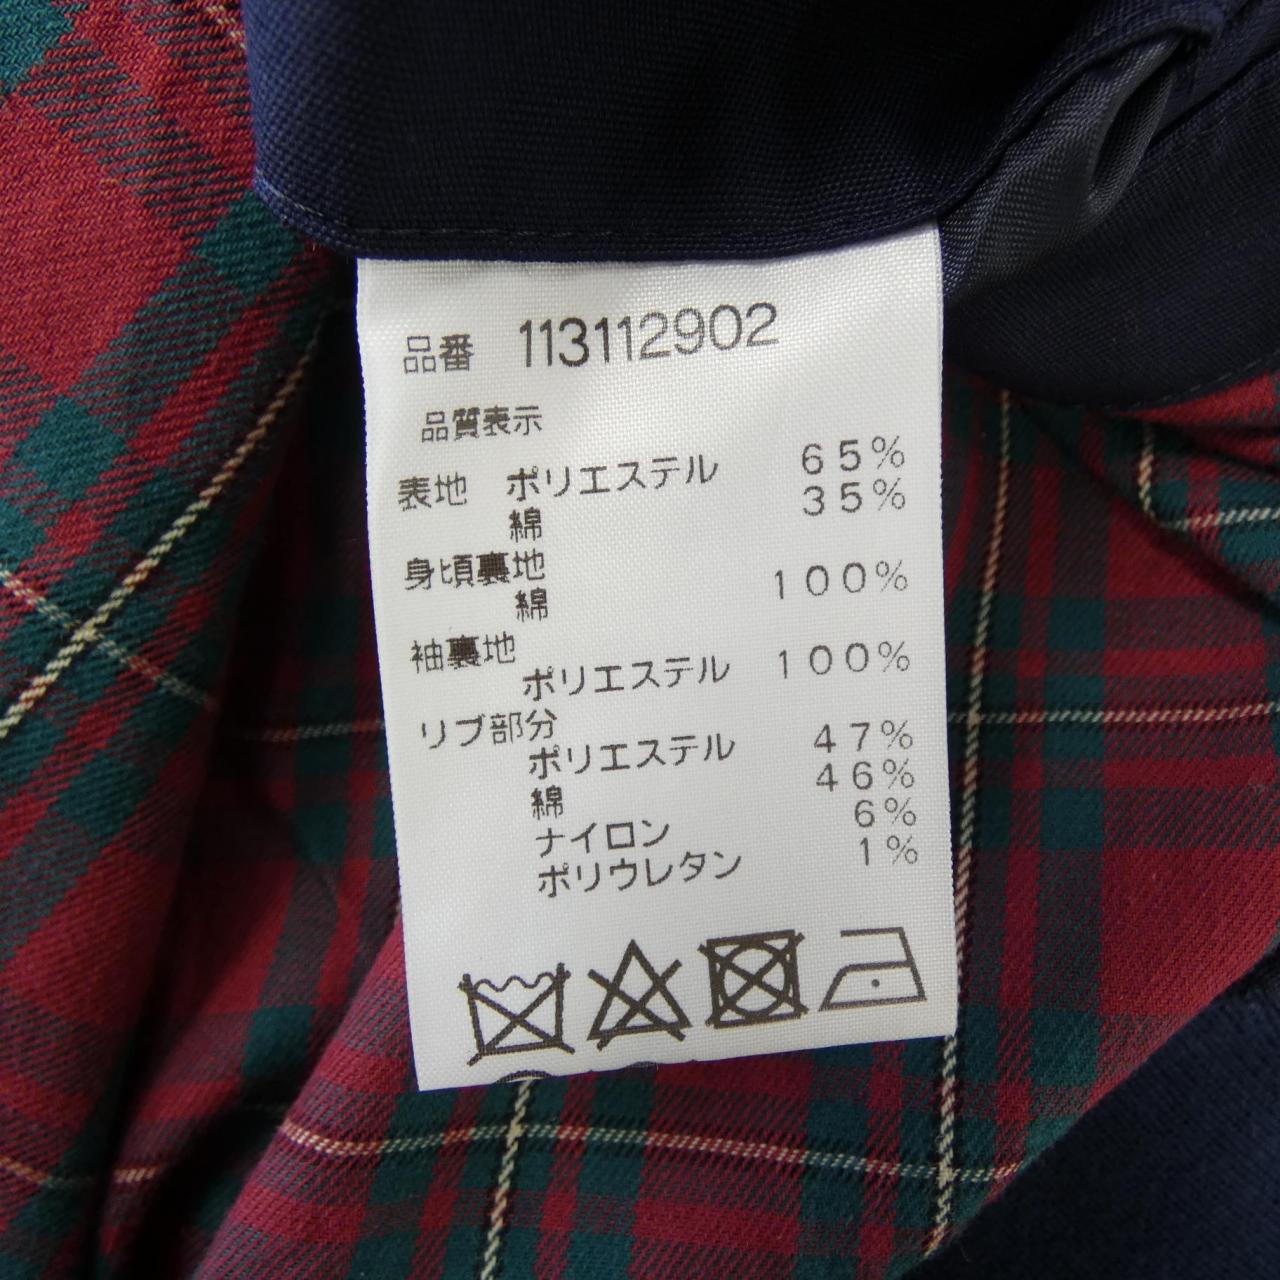 品番 113112902
品質表示
表地 ポリエステル 65%
綿 35%
身頃裏地
綿 100%
袖裏地
ポリエステル 100%
リブ部分
ポリエステル 47%
綿 46%
ナイロン 6%
ポリウレタン 1%